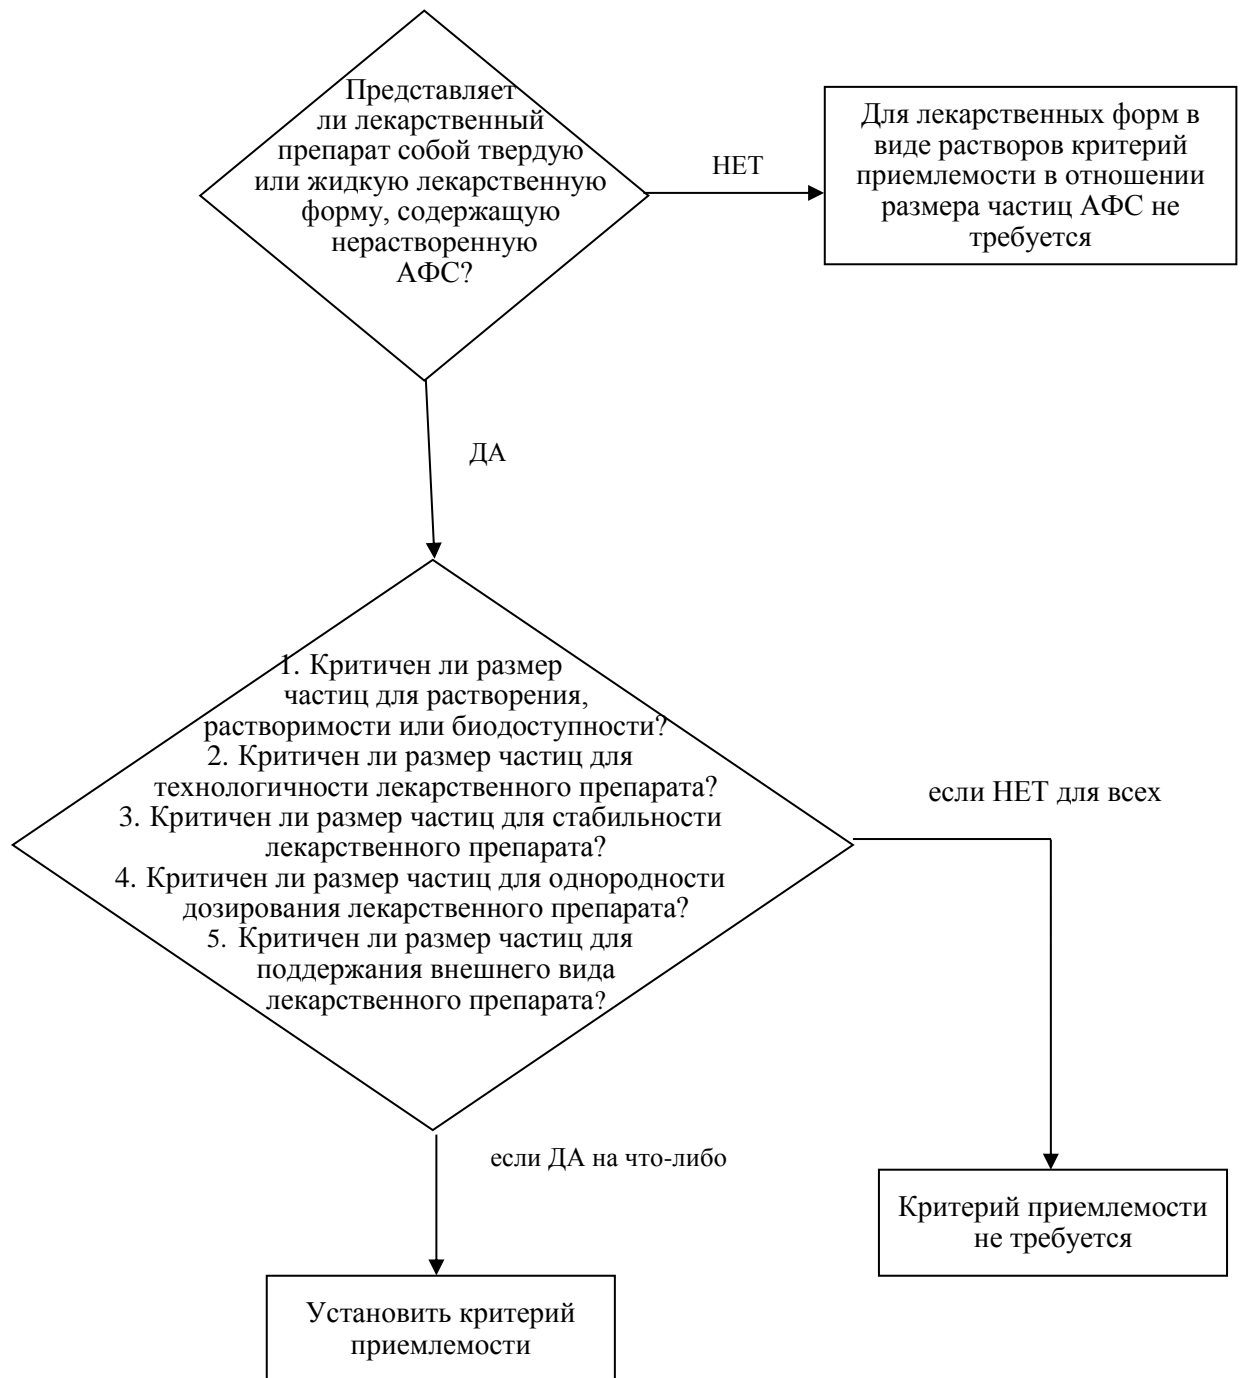 Представляет
ли лекарственный
препарат собой твердую
или жидкую лекарственную
форму, содержащую
нерастворенную
АФС?
НЕТ
Для лекарственных форм в
виде растворов критерий
приемлемости в отношении
размера частиц АФС не
требуется
ДА
1. Критичен ли размер
частиц для растворения,
растворимости или биодоступности?
2. Критичен ли размер частиц для
технологичности лекарственного препарата?
3. Критичен ли размер частиц для стабильности
лекарственного препарата?
4. Критичен ли размер частиц для однородности
дозирования лекарственного препарата?
5. Критичен ли размер частиц для
поддержания внешнего вида
лекарственного препарата?
если НЕТ для всех
если ДА на что-либо
Критерий приемлемости
не требуется
Установить критерий
приемлемости